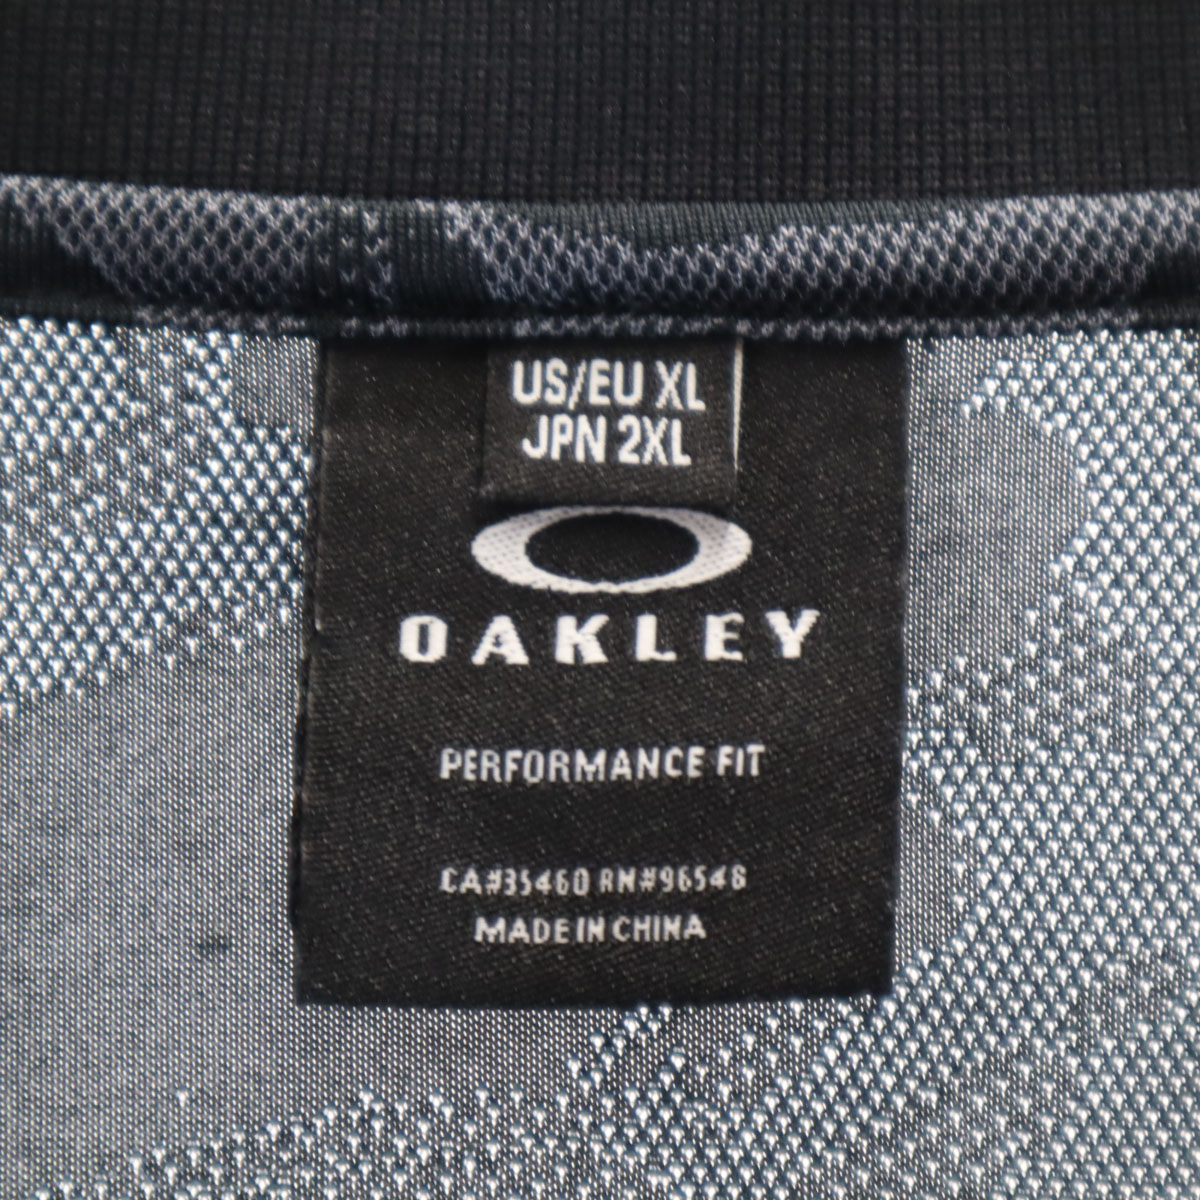 US/EU XL
JPN 2XL
OAKLEY
PERFORMANCE FIT
CA#35460 RN#96548
MADE IN CHINA